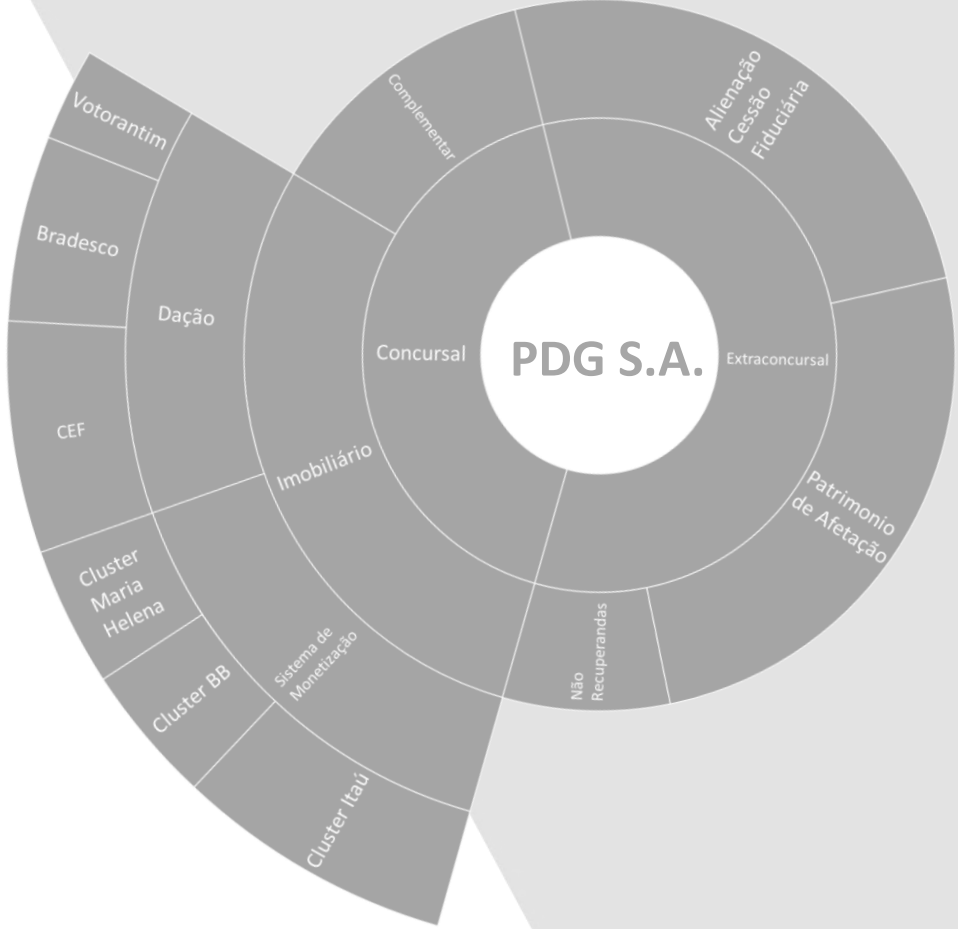 PDG S.A.
Concursal
Extraconcursal
Complementar
Imobiliário
Alienação
Cessão
Fiduciária
Patrimonio
de Afetação
Não
Recuperandas
Dação
Sistema de
Monetização
Votorantim
Bradesco
CEF
Cluster
Maria
Helena
Cluster BB
Cluster Itaú